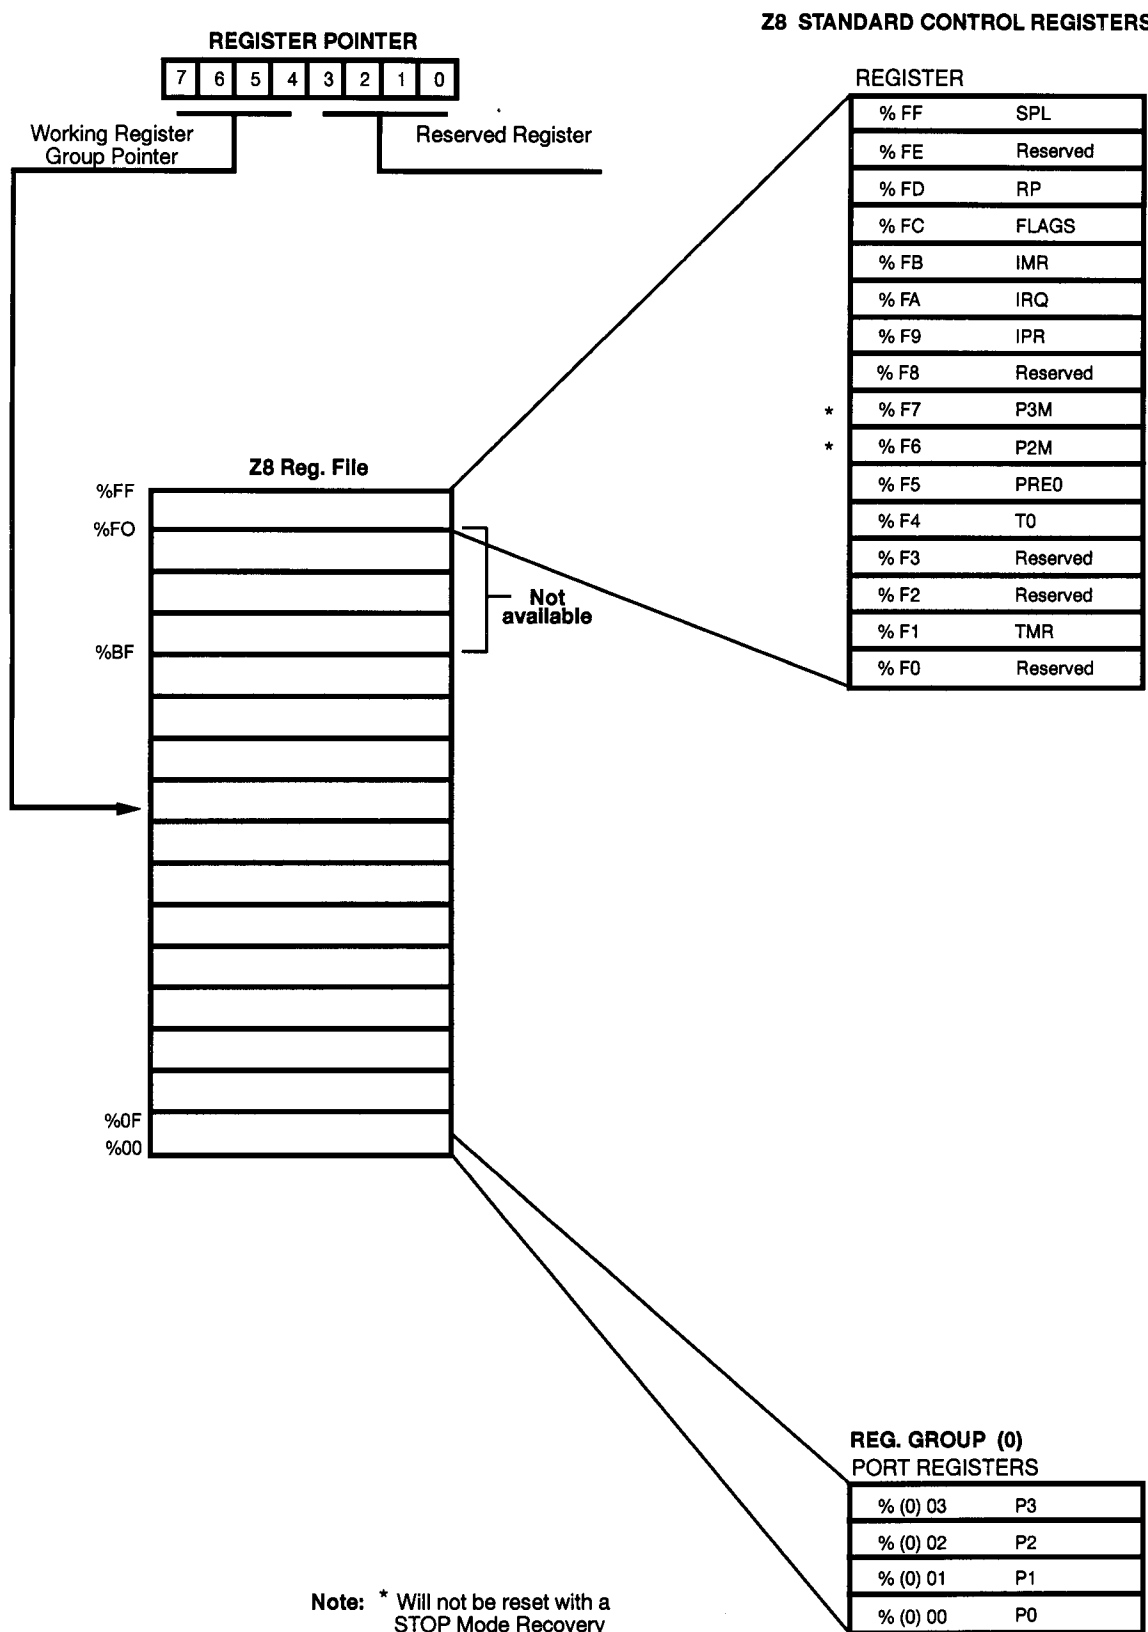 Z8 STANDARD CONTROL REGISTERS
REGISTER POINTER
7 6 5 4 3 2 1 0
Working Register
Group Pointer
Reserved Register
REGISTER
% FF SPL
% FE Reserved
% FD RP
% FC FLAGS
% FB IMR
% FA IRQ
% F9 IPR
% F8 Reserved
* % F7 P3M
* % F6 P2M
% F5 PRE0
% F4 T0
% F3 Reserved
% F2 Reserved
% F1 TMR
% F0 Reserved
Z8 Reg. File
%FF
%FO
Not
available
%BF
%0F
%00
REG. GROUP (0)
PORT REGISTERS
% (0) 03 P3
% (0) 02 P2
% (0) 01 P1
% (0) 00 P0
Note: * Will not be reset with a
STOP Mode Recovery